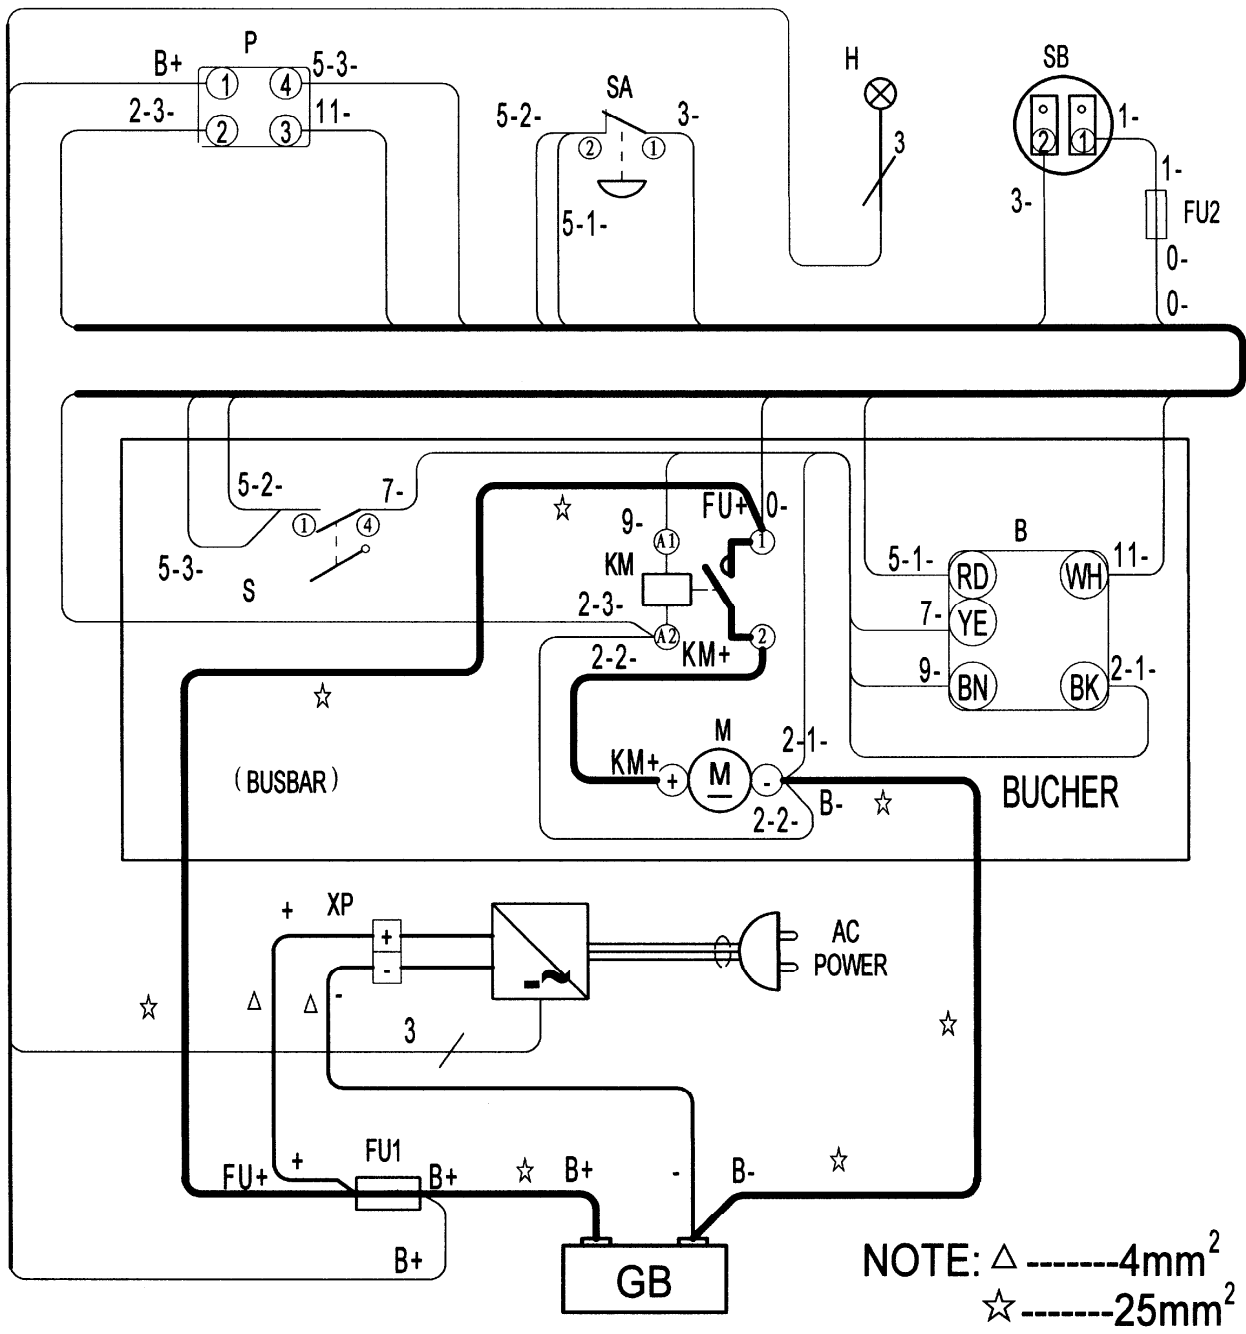 P
B+
5-3-
1
4
2-3-
11-
2
3
SA
5-2-
3-
2
1
5-1-
H
3
SB
2
1
1-
1-
3-
FU2
0-
0-
5-2-
7-
1
4
5-3-
S
FU+
0-
9-
A1
1
KM
2-3-
A2
2
2-2-
KM+
B
5-1-
RD
WH
11-
7-
YE
9-
BN
BK
2-1-
M
2-1-
KM+
+
M
-
B-
2-2-
(BUSBAR)
BUCHER
+
XP
+
-
-
- ~
AC
POWER
3
FU1
+
FU+
B+
B+
-
B-
B+
GB
NOTE: △ -------4mm²
☆ -------25mm²